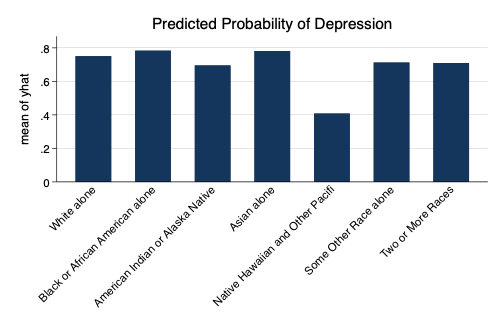 Predicted Probability of Depression
mean of yhat
.8
.6
.4
.2
0
White alone
Black or African American alone
American Indian or Alaska Native
Asian alone
Native Hawaiian and Other Pacifi
Some Other Race alone
Two or More Races